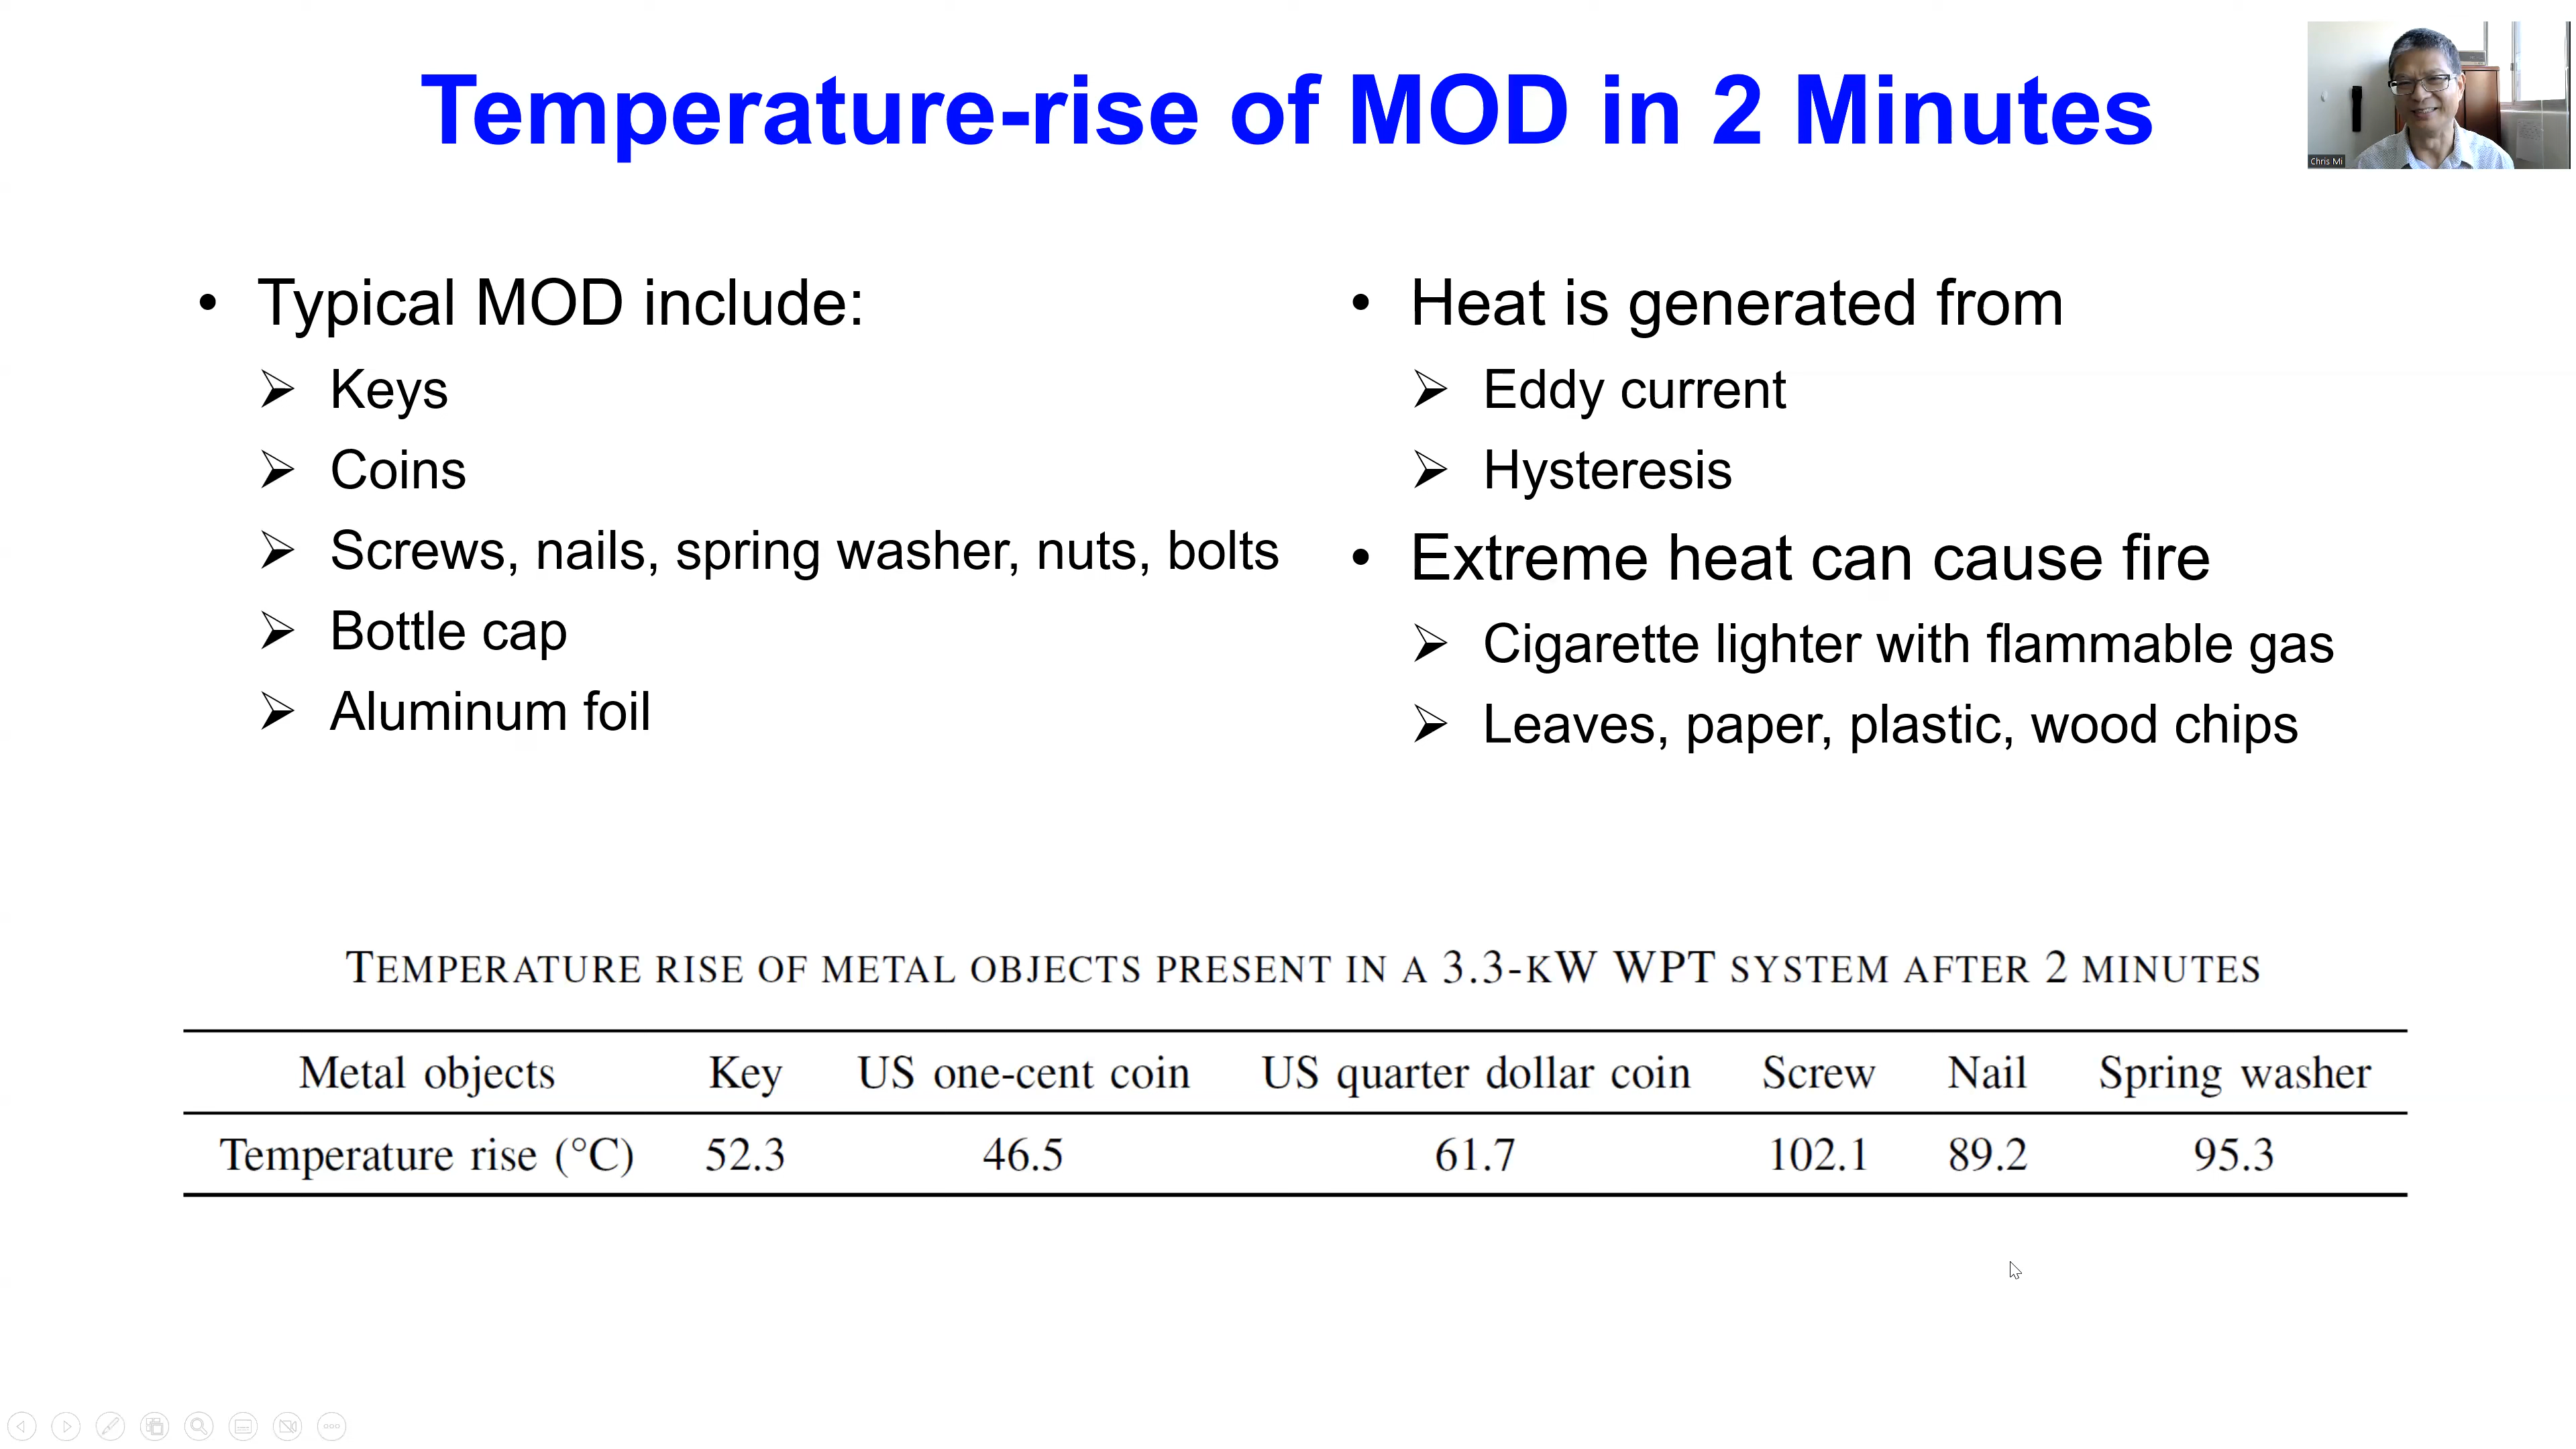 Temperature-rise of MOD in 2 Minutes
Chris Mi
• Typical MOD include:
➢ Keys
➢ Coins
➢ Screws, nails, spring washer, nuts, bolts
➢ Bottle cap
➢ Aluminum foil
• Heat is generated from
➢ Eddy current
➢ Hysteresis
• Extreme heat can cause fire
➢ Cigarette lighter with flammable gas
➢ Leaves, paper, plastic, wood chips
TEMPERATURE RISE OF METAL OBJECTS PRESENT IN A 3.3-KW WPT SYSTEM AFTER 2 MINUTES
Metal objects Key US one-cent coin US quarter dollar coin Screw Nail Spring washer
Temperature rise (°C) 52.3 46.5 61.7 102.1 89.2 95.3